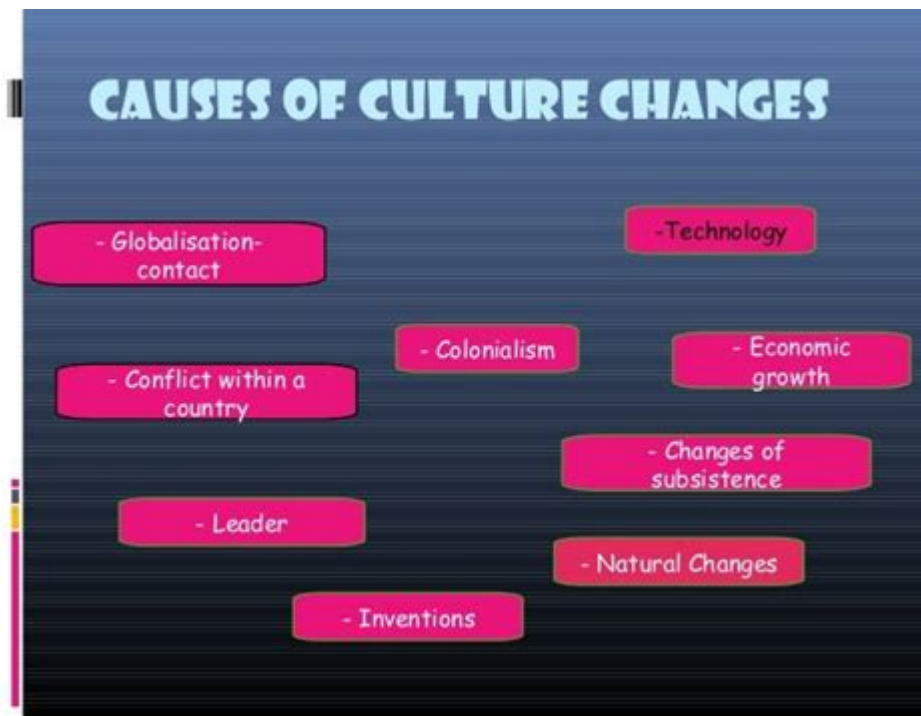 CAUSES OF CULTURE CHANGES
- Globalisation-
contact
-Technology
- Colonialism
- Economic
growth
- Conflict within a
country
- Changes of
subsistence
- Leader
- Natural Changes
- Inventions